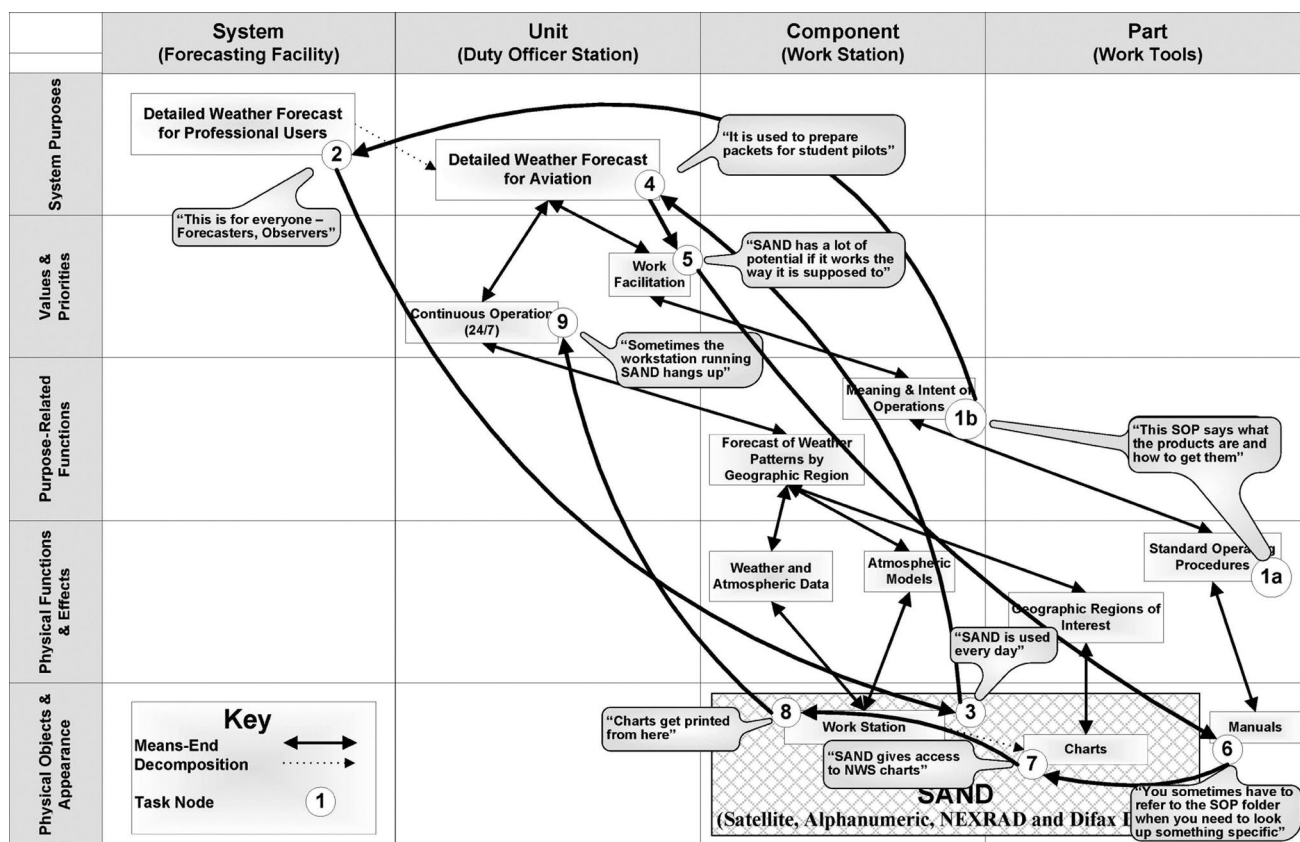 System
(Forecasting Facility)
Unit
(Duty Officer Station)
Component
(Work Station)
Part
(Work Tools)
System Purposes
Detailed Weather Forecast
for Professional Users
2
"This is for everyone –
Forecasters, Observers"
Detailed Weather Forecast
for Aviation
4
"It is used to prepare
packets for student pilots"
Values &
Priorities
Work
Facilitation
5
"SAND has a lot of
potential if it works the
way it is supposed to"
Continuous Operation
(24/7)
9
"Sometimes the
workstation running
SAND hangs up"
Purpose-Related
Functions
Meaning & Intent of
Operations
1b
"This SOP says what
the products are and
how to get them"
Forecast of Weather
Patterns by
Geographic Region
Physical Functions
& Effects
Weather and
Atmospheric Data
Atmospheric
Models
Standard Operating
Procedures
1a
Geographic Regions of
Interest
"SAND is used
every day"
Physical Objects &
Appearance
Key
Means-End
Decomposition
Task Node
1
"Charts get printed
from here"
8
Work Station
3
"SAND gives access
to NWS charts"
7
Charts
Manuals
6
"You sometimes have to
refer to the SOP folder
when you need to look
up something specific"
SAND
(Satellite, Alphanumeric, NEXRAD and Difax